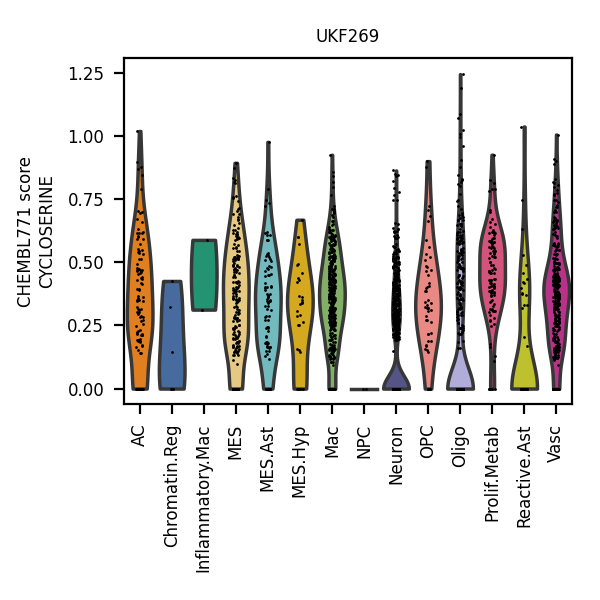 UKF269
CHEMBL771 score
CYCLOSERINE
1.25
1.00
0.75
0.50
0.25
0.00
AC
Chromatin.Reg
Inflammatory.Mac
MES
MES.Ast
MES.Hyp
Mac
NPC
Neuron
OPC
Oligo
Prolif.Metab
Reactive.Ast
Vasc